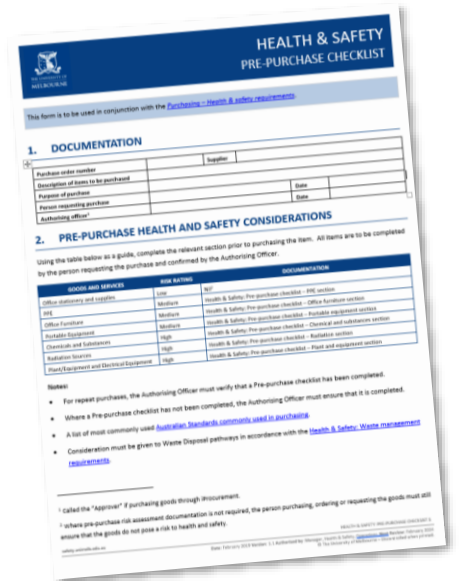 THE UNIVERSITY OF
MELBOURNE
HEALTH & SAFETY
PRE-PURCHASE CHECKLIST
This form is to be used in conjunction with the Purchasing – Health & safety requirements.
1. DOCUMENTATION
Purchase order number Supplier
Description of items to be purchased
Purpose of purchase
Person requesting purchase Date
Authorising officer¹ Date
2. PRE-PURCHASE HEALTH AND SAFETY CONSIDERATIONS
Using the table below as a guide, complete the relevant section prior to purchasing the item. All items are to be completed
by the person requesting the purchase and confirmed by the Authorising Officer.
GOODS AND SERVICES RISK RATING DOCUMENTATION
Office stationery and supplies Low Nil²
PPE Medium Health & Safety: Pre-purchase checklist – PPE section
Office Furniture Medium Health & Safety: Pre-purchase checklist – Office furniture section
Portable Equipment Medium Health & Safety: Pre-purchase checklist – Portable equipment section
Chemicals and Substances High Health & Safety: Pre-purchase checklist – Chemical and substances section
Radiation Sources High Health & Safety: Pre-purchase checklist – Radiation section
Plant/Equipment and Electrical Equipment High Health & Safety: Pre-purchase checklist – Plant and equipment section
Notes:
• For repeat purchases, the Authorising Officer must verify that a Pre-purchase checklist has been completed.
• Where a Pre-purchase checklist has not been completed, the Authorising Officer must ensure that it is completed.
• A list of most commonly used Australian Standards commonly used in purchasing.
• Consideration must be given to Waste Disposal pathways in accordance with the Health & Safety: Waste management
requirements.
¹ Called the "Approver" if purchasing goods through iProcurement.
² Where pre-purchase risk assessment documentation is not required, the person purchasing, ordering or requesting the goods must still
ensure that the goods do not pose a risk to health and safety.
HEALTH & SAFETY: PRE-PURCHASE CHECKLIST
safety.unimelb.edu.au
© The University of Melbourne